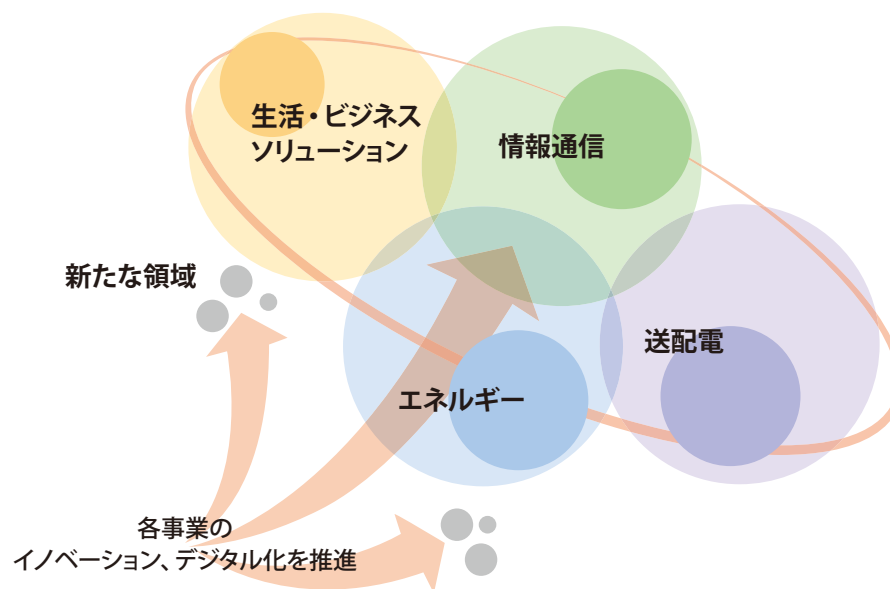 生活・ビジネス
ソリューション
情報通信
新たな領域
送配電
エネルギー
各事業の
イノベーション、デジタル化を推進